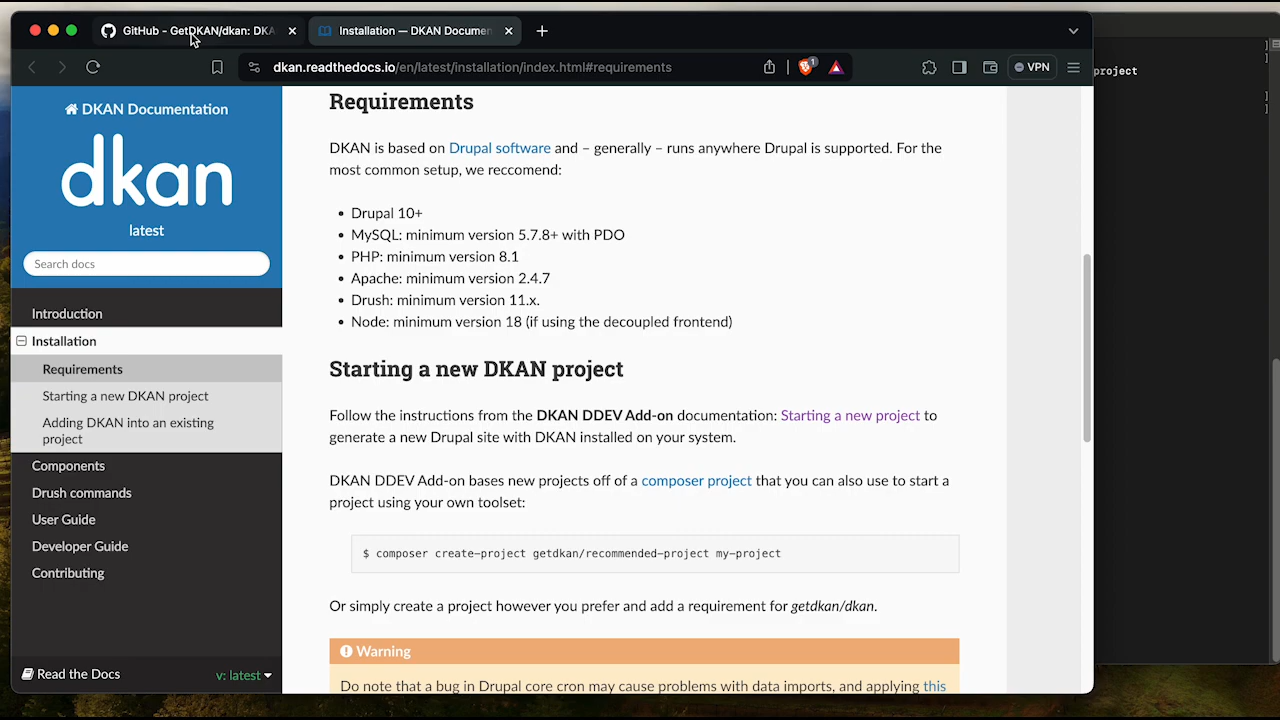 GitHub - GetDKAN/dkan: DKA
Installation — DKAN Documen
dkan.readthedocs.io/en/latest/installation/index.html#requirements
1
VPN
project
DKAN Documentation
dkan
latest
Search docs
Introduction
Installation
Requirements
Starting a new DKAN project
Adding DKAN into an existing
project
Components
Drush commands
User Guide
Developer Guide
Contributing
Read the Docs
v: latest
Requirements
DKAN is based on Drupal software and – generally – runs anywhere Drupal is supported. For the
most common setup, we reccomend:
• Drupal 10+
• MySQL: minimum version 5.7.8+ with PDO
• PHP: minimum version 8.1
• Apache: minimum version 2.4.7
• Drush: minimum version 11.x.
• Node: minimum version 18 (if using the decoupled frontend)
Starting a new DKAN project
Follow the instructions from the DKAN DDEV Add-on documentation: Starting a new project to
generate a new Drupal site with DKAN installed on your system.
DKAN DDEV Add-on bases new projects off of a composer project that you can also use to start a
project using your own toolset:
$ composer create-project getdkan/recommended-project my-project
Or simply create a project however you prefer and add a requirement for getdkan/dkan.
Warning
Do note that a bug in Drupal core cron may cause problems with data imports, and applying this